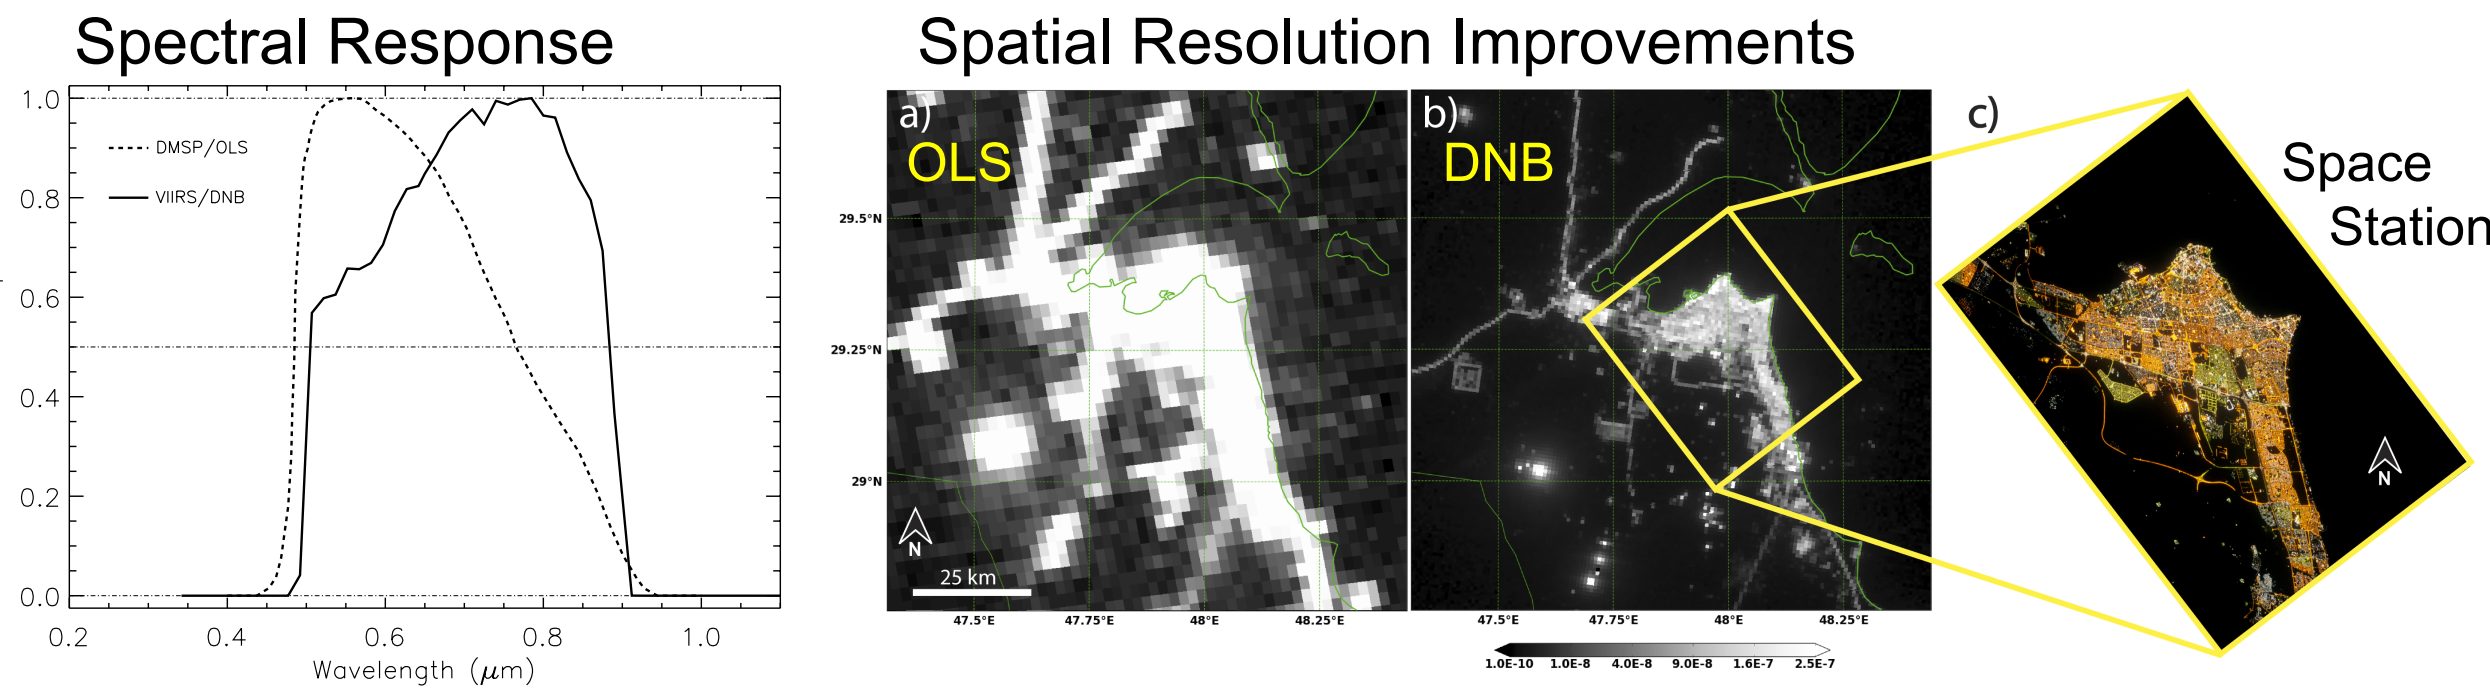 Spectral Response
Spatial Resolution Improvements
1.0
0.8
0.6
0.4
0.2
0.0
DMSP/OLS
VIIRS/DNB
0.2 0.4 0.6 0.8 1.0
Wavelength (μm)
a)
OLS
29.5°N
29.25°N
29°N
N
25 km
47.5°E 47.75°E 48°E 48.25°E
b)
DNB
47.5°E 47.75°E 48°E 48.25°E
1.0E-10 1.0E-8 4.0E-8 9.0E-8 1.6E-7 2.5E-7
c)
Space
Station
N